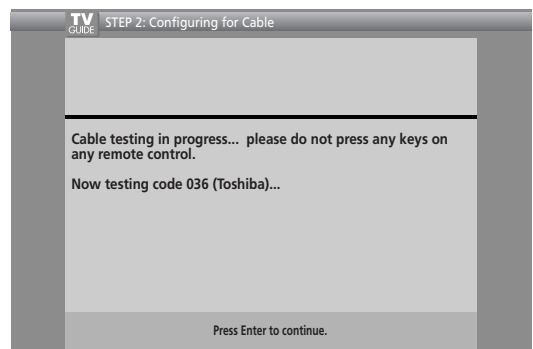 TV
GUIDE
STEP 2: Configuring for Cable
Cable testing in progress... please do not press any keys on
any remote control.
Now testing code 036 (Toshiba)...
Press Enter to continue.